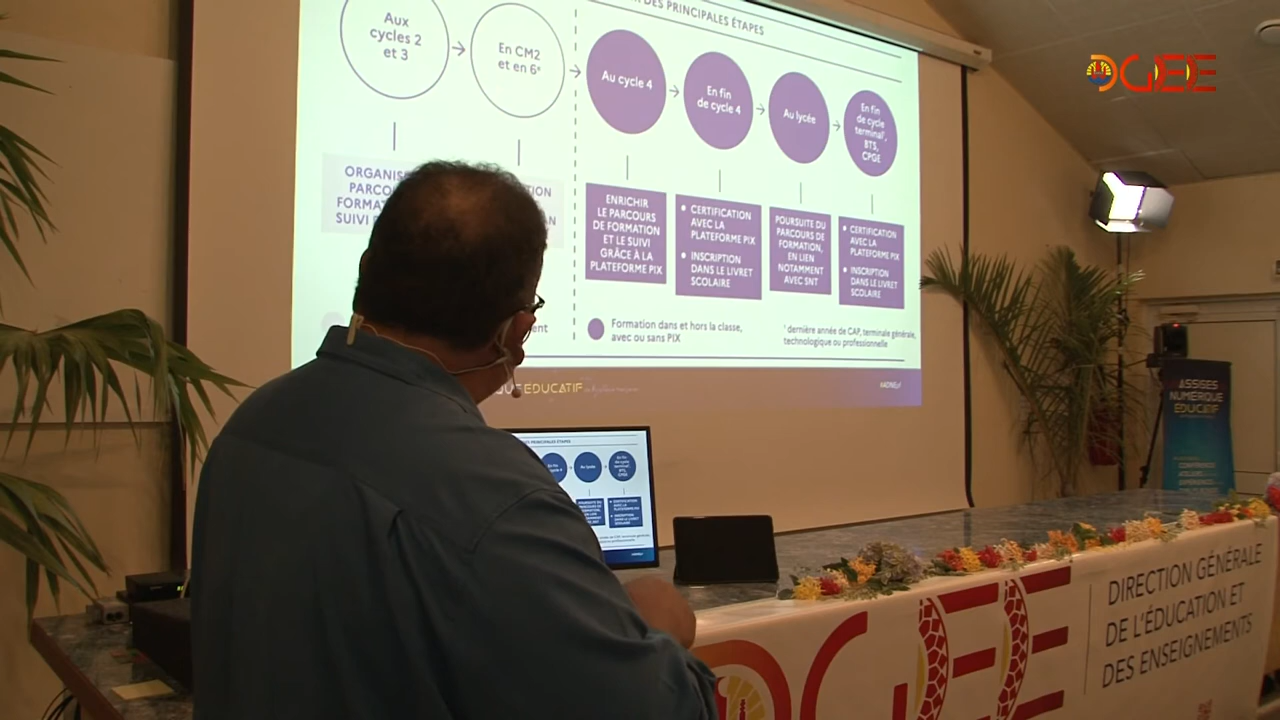 DES PRINCIPALES ÉTAPES
Aux
cycles 2
et 3
En CM2
et en 6e
Au cycle 4
En fin
de cycle 4
Au lycée
En fin
de cycle
terminal¹,
BTS,
CPGE
ENRICHIR
LE PARCOURS
DE FORMATION
ET LE SUIVI
GRÂCE À LA
PLATEFORME PIX
• CERTIFICATION
AVEC LA
PLATEFORME PIX
• INSCRIPTION
DANS LE LIVRET
SCOLAIRE
POURSUITE DU
PARCOURS DE
FORMATION,
EN LIEN
NOTAMMENT
AVEC SNT
• CERTIFICATION
AVEC LA
PLATEFORME PIX
• INSCRIPTION
DANS LE LIVRET
SCOLAIRE
Formation dans et hors la classe,
avec ou sans PIX
¹ dernière année de CAP, terminale générale,
technologique ou professionnelle
EDUCATIF
DGEE
ASSISES
NUMÉRIQUE
EDUCATIF
DGEE
DIRECTION GÉNÉRALE
DE L'ÉDUCATION ET
DES ENSEIGNEMENTS